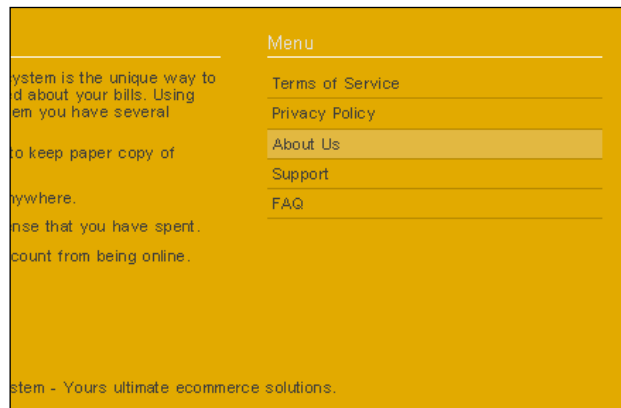 Menu
ystem is the unique way to
d about your bills. Using
em you have several
to keep paper copy of
nywhere.
nse that you have spent.
count from being online.
Terms of Service
Privacy Policy
About Us
Support
FAQ
stem - Yours ultimate ecommerce solutions.